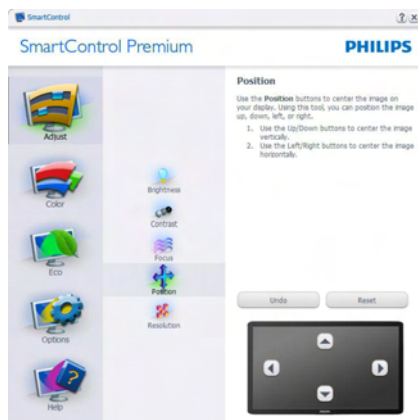 SmartControl
SmartControl Premium
PHILIPS
Adjust
Color
Eco
Options
Help
Brightness
Contrast
Focus
Position
Resolution
Position
Use the Position buttons to center the image on
your display. Using this tool, you can position the image
up, down, left, or right.
1. Use the Up/Down buttons to center the image
vertically.
2. Use the Left/Right buttons to center the image
horizontally.
Undo
Reset